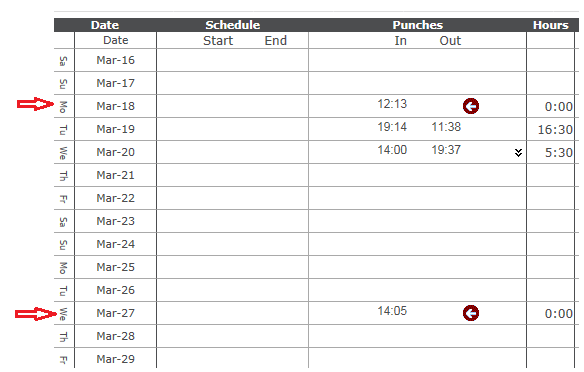 Date Schedule Punches Hours
Date Start End In Out
Sa Mar-16
Su Mar-17
Mo Mar-18 12:13 0:00
Tu Mar-19 19:14 11:38 16:30
We Mar-20 14:00 19:37 5:30
Th Mar-21
Fr Mar-22
Sa Mar-23
Su Mar-24
Mo Mar-25
Tu Mar-26
We Mar-27 14:05 0:00
Th Mar-28
Fr Mar-29